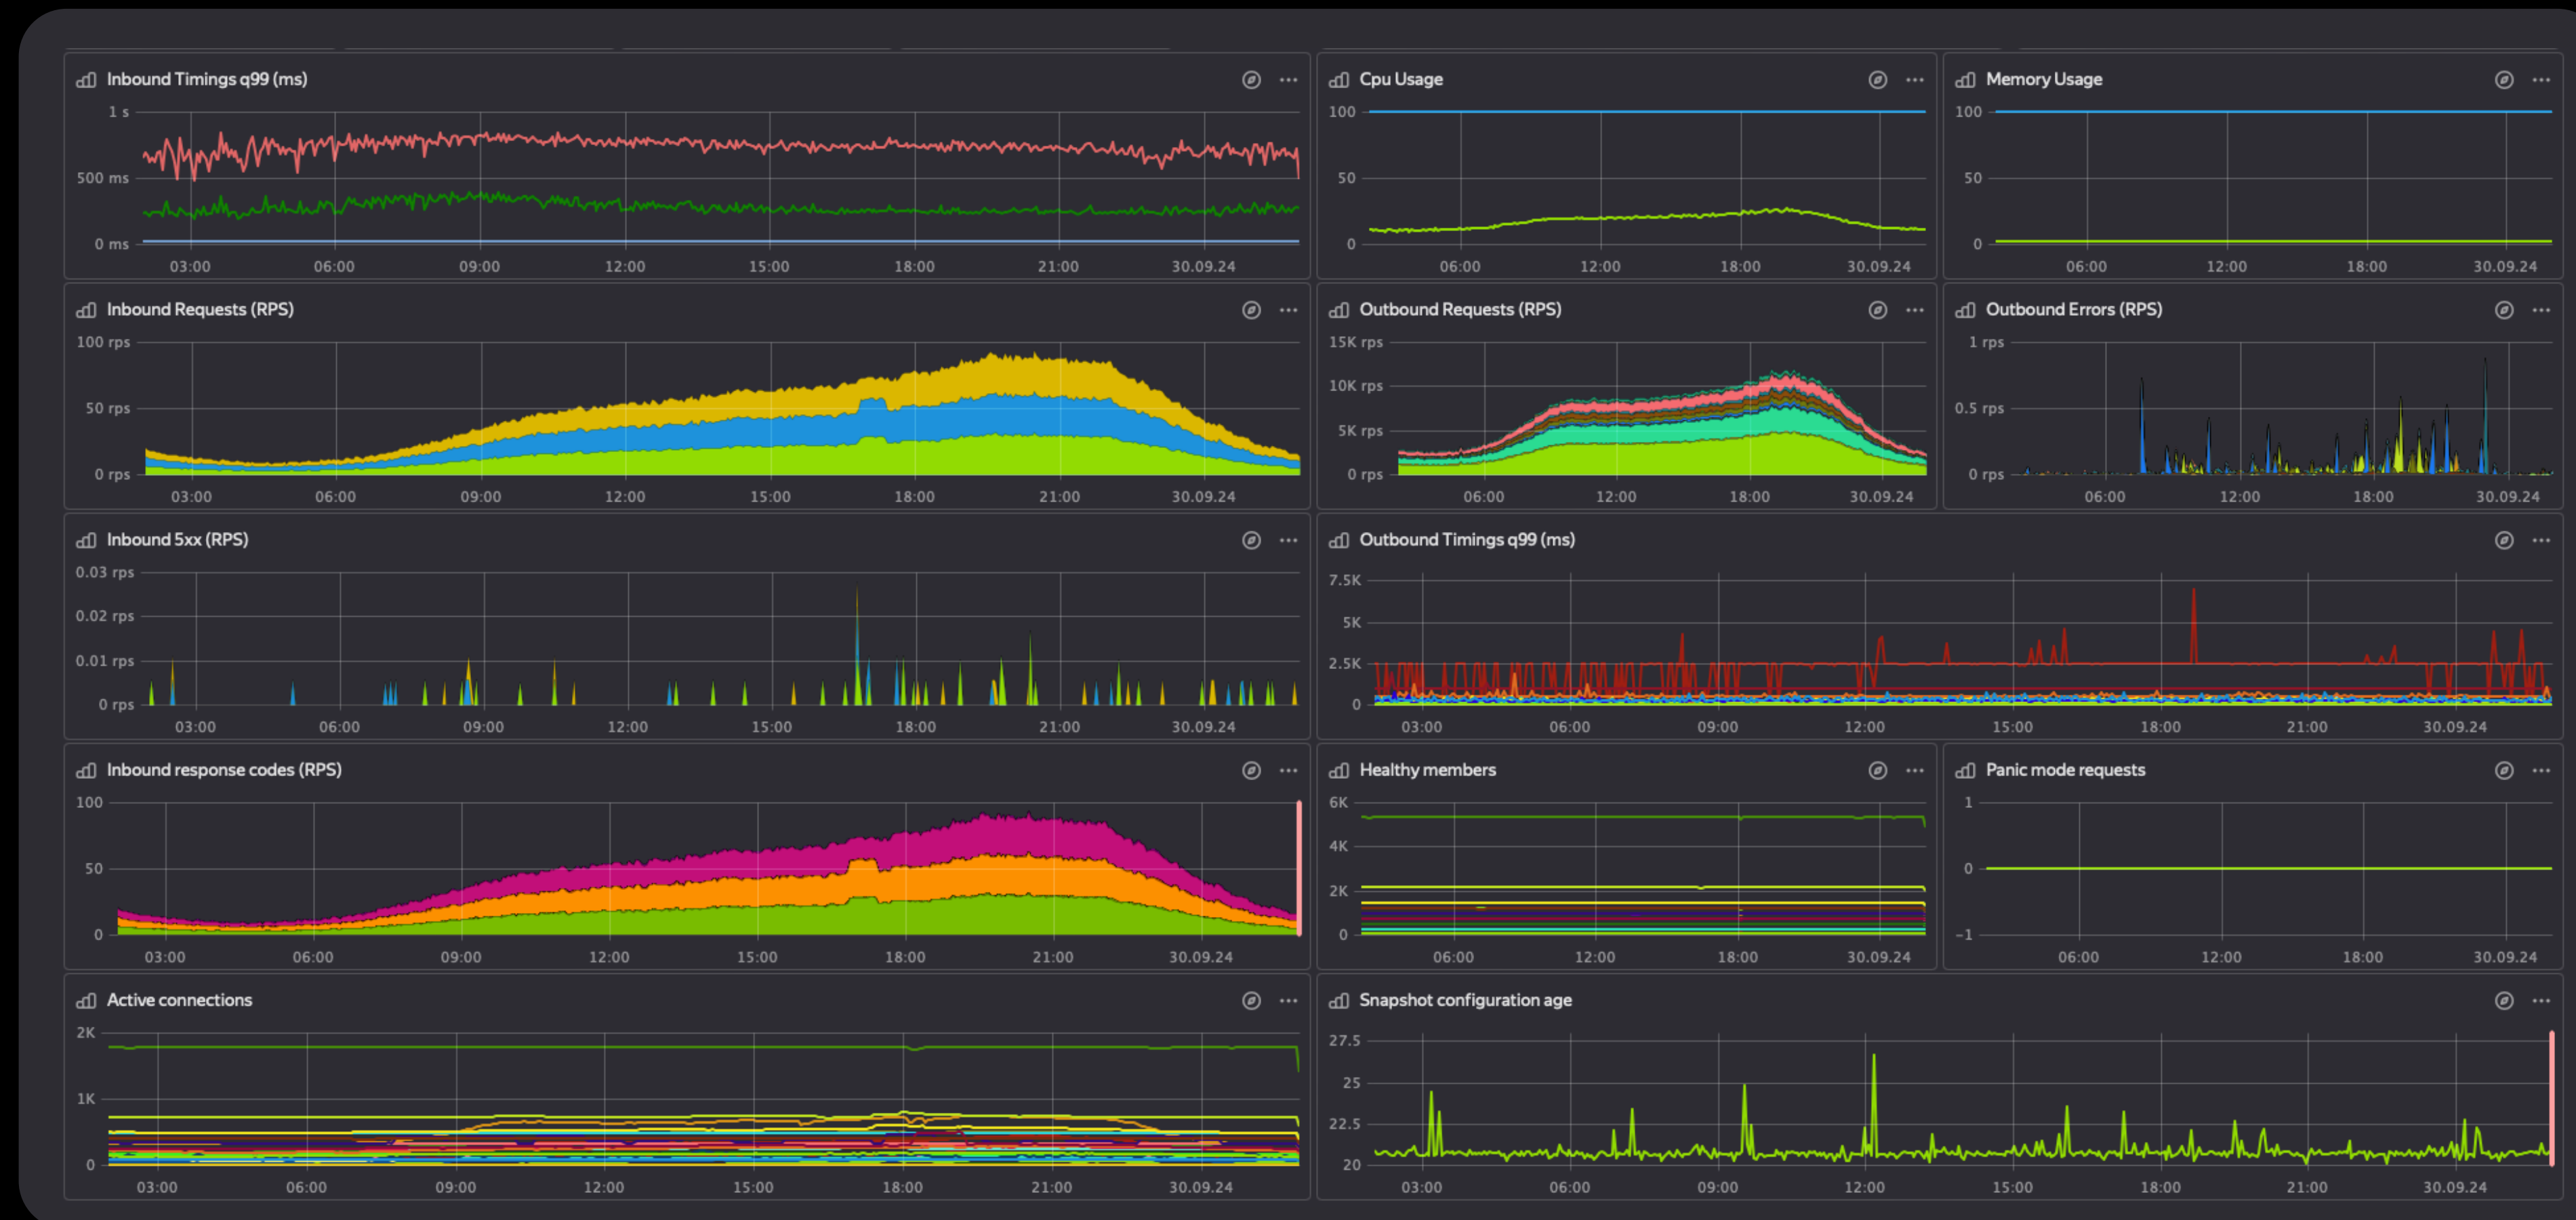 Inbound Timings q99 (ms)
1 s
500 ms
0 ms
03:00 06:00 09:00 12:00 15:00 18:00 21:00 30.09.24
Cpu Usage
100
50
0
06:00 12:00 18:00 30.09.24
Memory Usage
100
50
0
06:00 12:00 18:00 30.09.24
Inbound Requests (RPS)
100 rps
50 rps
0 rps
03:00 06:00 09:00 12:00 15:00 18:00 21:00 30.09.24
Outbound Requests (RPS)
15K rps
10K rps
5K rps
0 rps
06:00 12:00 18:00 30.09.24
Outbound Errors (RPS)
1 rps
0.5 rps
0 rps
06:00 12:00 18:00 30.09.24
Inbound 5xx (RPS)
0.03 rps
0.02 rps
0.01 rps
0 rps
03:00 06:00 09:00 12:00 15:00 18:00 21:00 30.09.24
Outbound Timings q99 (ms)
7.5K
5K
2.5K
0
03:00 06:00 09:00 12:00 15:00 18:00 21:00 30.09.24
Inbound response codes (RPS)
100
50
0
03:00 06:00 09:00 12:00 15:00 18:00 21:00 30.09.24
Healthy members
6K
4K
2K
0
06:00 12:00 18:00 30.09.24
Panic mode requests
1
0
-1
06:00 12:00 18:00 30.09.24
Active connections
2K
1K
0
03:00 06:00 09:00 12:00 15:00 18:00 21:00 30.09.24
Snapshot configuration age
27.5
25
22.5
20
03:00 06:00 09:00 12:00 15:00 18:00 21:00 30.09.24